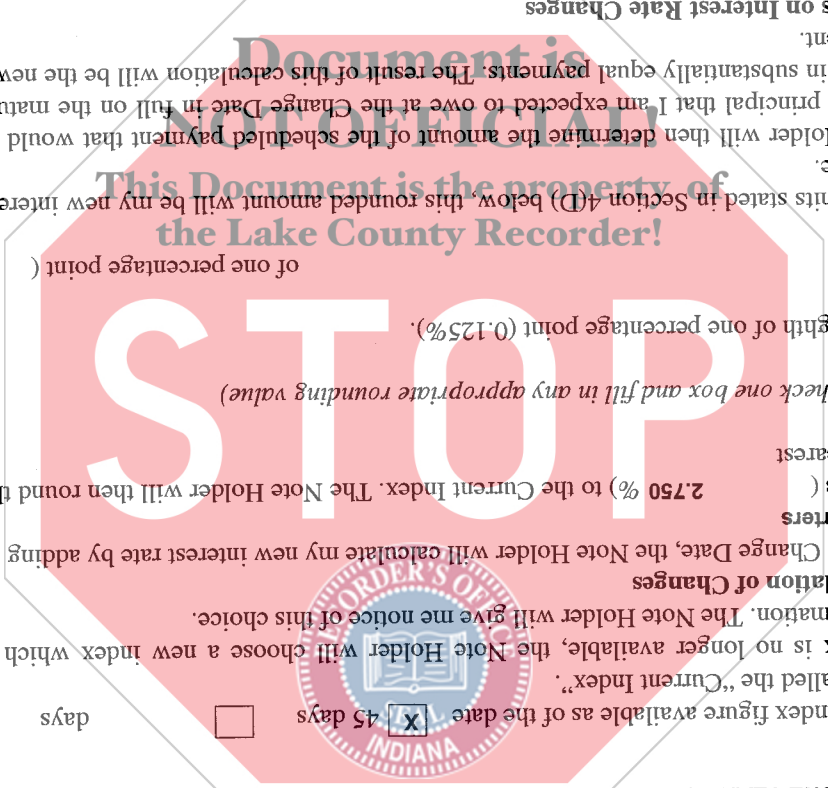 Document is
NOT OFFICIAL!
This Document is the property of
the Lake County Recorder!
STOP
RECORDER'S OFFICE
SEAL
INDIANA
ndex figure available as of the date X 45 days days
alled the “Current Index”.
x is no longer available, the Note Holder will choose a new index which
mation. The Note Holder will give me notice of this choice.
lation of Changes
Change Date, the Note Holder will calculate my new interest rate by adding
rters
( 2.750 %) to the Current Index. The Note Holder will then round th
arest
heck one box and fill in any appropriate rounding value)
ghth of one percentage point (0.125%).
of one percentage point (
nits stated in Section 4(D) below, this rounded amount will be my new intere
e.
Holder will then determine the amount of the scheduled payment that would
principal that I am expected to owe at the Change Date in full on the matu
in substantially equal payments. The result of this calculation will be the new
nt.
s on Interest Rate Changes